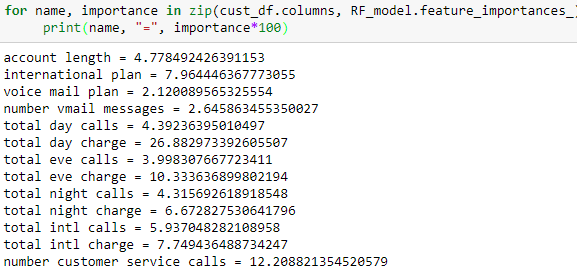 for name, importance in zip(cust_df.columns, RF_model.feature_importances_
print(name, "=", importance*100)
account length = 4.778492426391153
international plan = 7.964446367773055
voice mail plan = 2.120089565325554
number vmail messages = 2.645863455350027
total day calls = 4.39236395010497
total day charge = 26.882973392605507
total eve calls = 3.998307667723411
total eve charge = 10.333636899802194
total night calls = 4.315692618918548
total night charge = 6.672827530641796
total intl calls = 5.937048282108958
total intl charge = 7.749436488734247
number customer service calls = 12.208821354520579